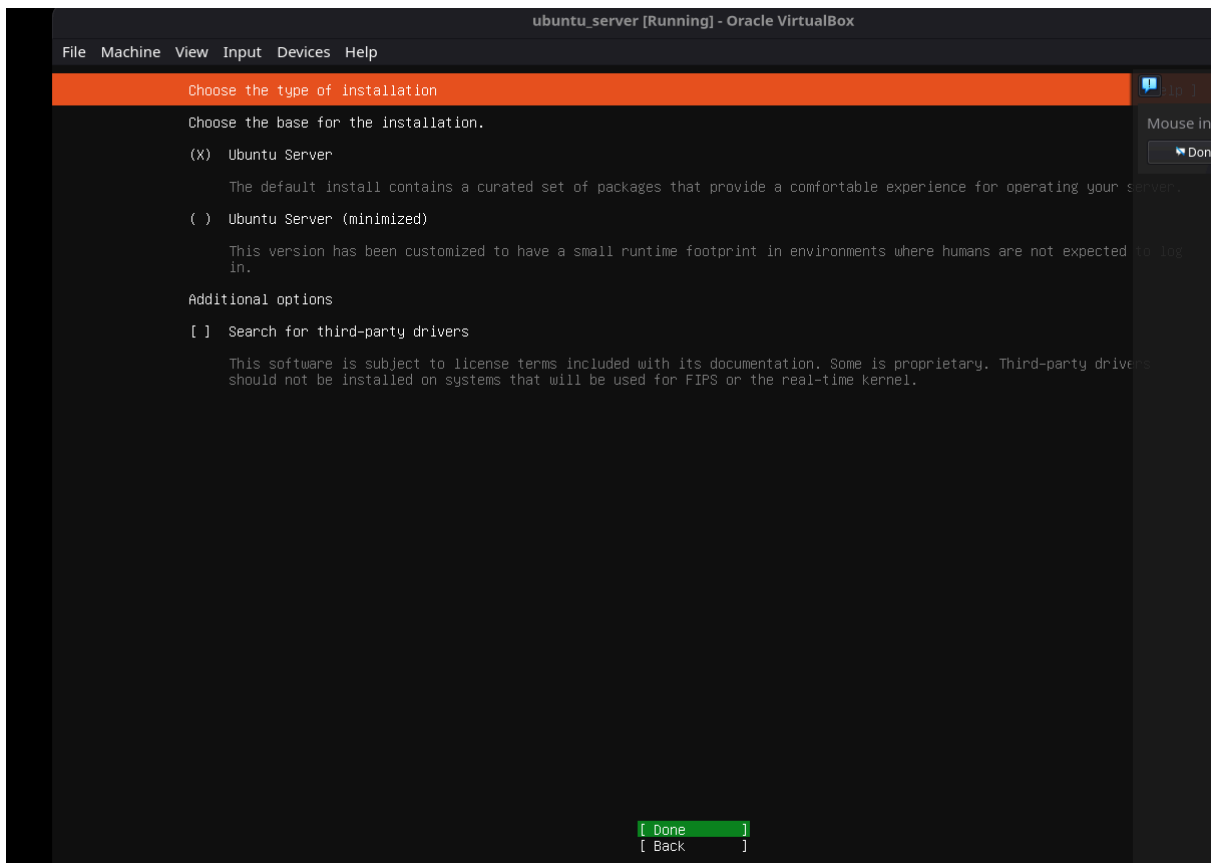 ubuntu_server [Running] - Oracle VirtualBox
File Machine View Input Devices Help
Choose the type of installation
Choose the base for the installation.
(X) Ubuntu Server
The default install contains a curated set of packages that provide a comfortable experience for operating your server.
( ) Ubuntu Server (minimized)
This version has been customized to have a small runtime footprint in environments where humans are not expected to log
in.
Additional options
[ ] Search for third-party drivers
This software is subject to license terms included with its documentation. Some is proprietary. Third-party drivers
should not be installed on systems that will be used for FIPS or the real-time kernel.
Mouse in
Don
[ Done ]
[ Back ]